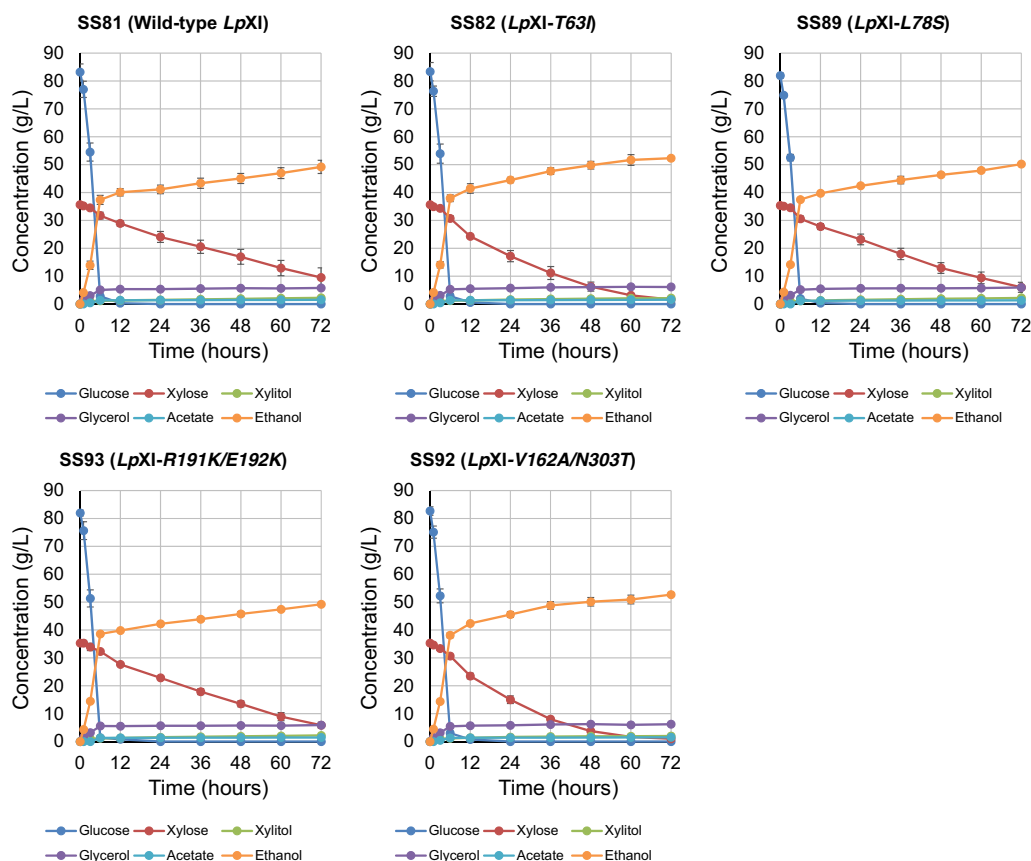 SS81 (Wild-type LpXI)
90
80
70
60
50
40
30
20
10
0
Concentration (g/L)
0 12 24 36 48 60 72
Time (hours)
Glucose Xylose Xylitol
Glycerol Acetate Ethanol
SS82 (LpXI-T63I)
90
80
70
60
50
40
30
20
10
0
Concentration (g/L)
0 12 24 36 48 60 72
Time (hours)
Glucose Xylose Xylitol
Glycerol Acetate Ethanol
SS89 (LpXI-L78S)
90
80
70
60
50
40
30
20
10
0
Concentration (g/L)
0 12 24 36 48 60 72
Time (hours)
Glucose Xylose Xylitol
Glycerol Acetate Ethanol
SS93 (LpXI-R191K/E192K)
90
80
70
60
50
40
30
20
10
0
Concentration (g/L)
0 12 24 36 48 60 72
Time (hours)
Glucose Xylose Xylitol
Glycerol Acetate Ethanol
SS92 (LpXI-V162A/N303T)
90
80
70
60
50
40
30
20
10
0
Concentration (g/L)
0 12 24 36 48 60 72
Time (hours)
Glucose Xylose Xylitol
Glycerol Acetate Ethanol